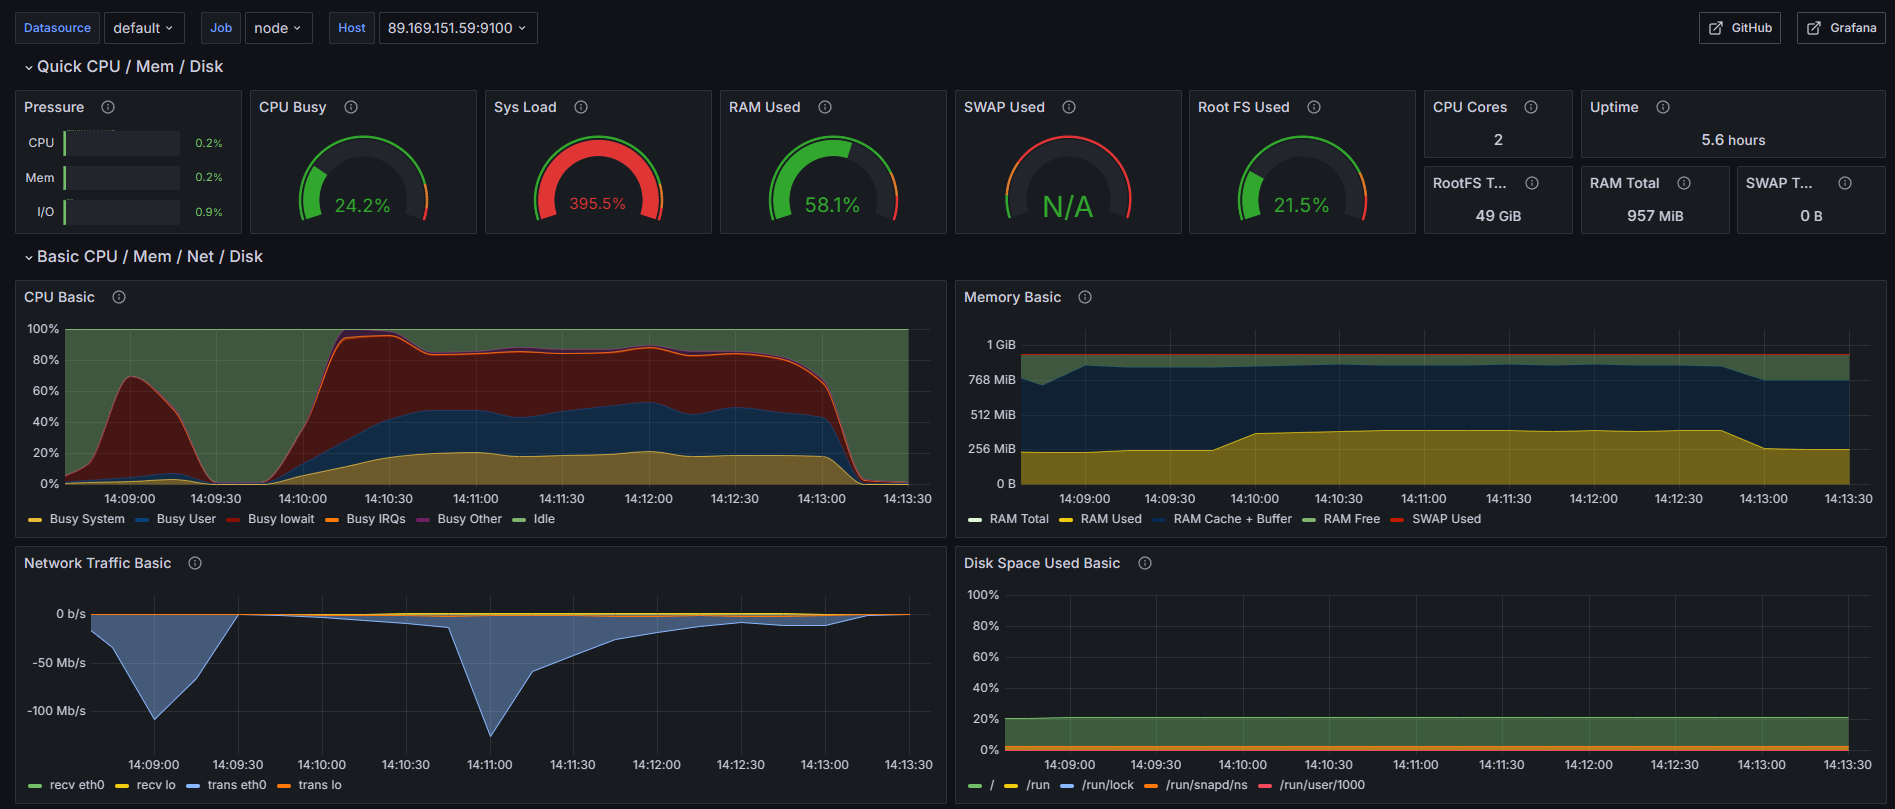 Datasource default Job node Host 89.169.151.59:9100 GitHub Grafana
Quick CPU / Mem / Disk
Pressure CPU Busy Sys Load RAM Used SWAP Used Root FS Used CPU Cores Uptime
CPU 0.2%
Mem 0.2%
I/O 0.9%
24.2%
395.5%
58.1%
N/A
21.5%
2
5.6 hours
RootFS T... RAM Total SWAP T...
49 GiB 957 MiB 0 B
Basic CPU / Mem / Net / Disk
CPU Basic
100%
80%
60%
40%
20%
0%
14:09:00 14:09:30 14:10:00 14:10:30 14:11:00 14:11:30 14:12:00 14:12:30 14:13:00 14:13:30
Busy System Busy User Busy Iowait Busy IRQs Busy Other Idle
Memory Basic
1 GiB
768 MiB
512 MiB
256 MiB
0 B
14:09:00 14:09:30 14:10:00 14:10:30 14:11:00 14:11:30 14:12:00 14:12:30 14:13:00 14:13:30
RAM Total RAM Used RAM Cache + Buffer RAM Free SWAP Used
Network Traffic Basic
0 b/s
-50 Mb/s
-100 Mb/s
14:09:00 14:09:30 14:10:00 14:10:30 14:11:00 14:11:30 14:12:00 14:12:30 14:13:00 14:13:30
recv eth0 recv lo trans eth0 trans lo
Disk Space Used Basic
100%
80%
60%
40%
20%
0%
14:09:00 14:09:30 14:10:00 14:10:30 14:11:00 14:11:30 14:12:00 14:12:30 14:13:00 14:13:30
/ /run /run/lock /run/snapd/ns /run/user/1000